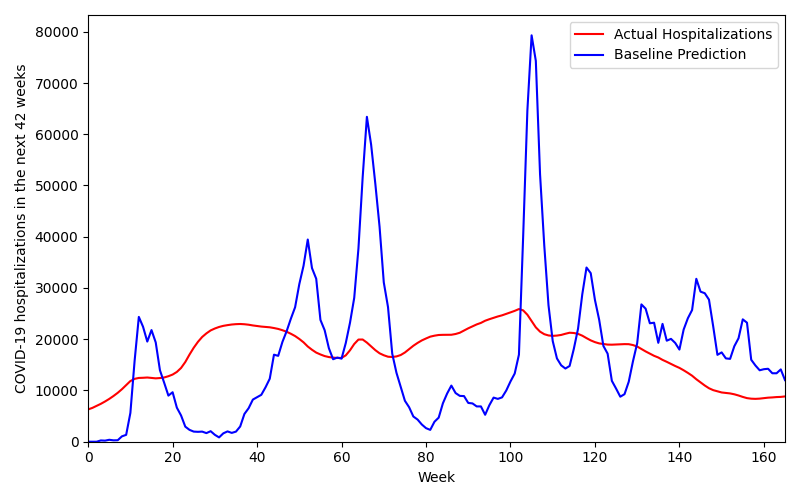 Actual Hospitalizations
Baseline Prediction
COVID-19 hospitalizations in the next 42 weeks
80000
70000
60000
50000
40000
30000
20000
10000
0
0 20 40 60 80 100 120 140 160
Week